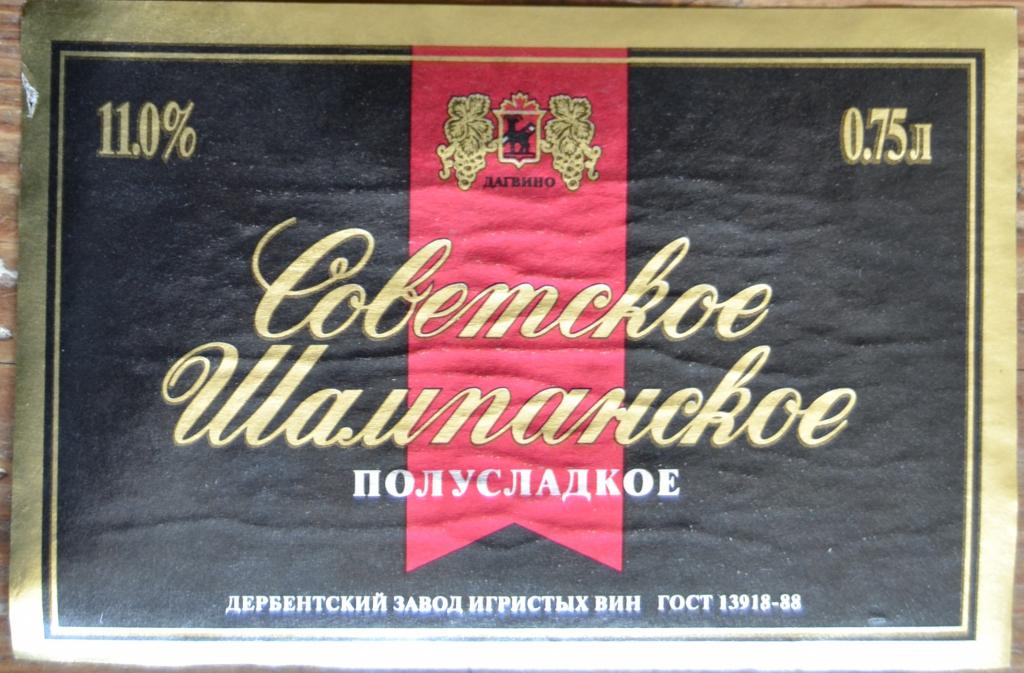 11.0%
0.75л
ДАГВИНО
Советское
Шампанское
ПОЛУСЛАДКОЕ
ДЕРБЕНТСКИЙ ЗАВОД ИГРИСТЫХ ВИН ГОСТ 13918-88